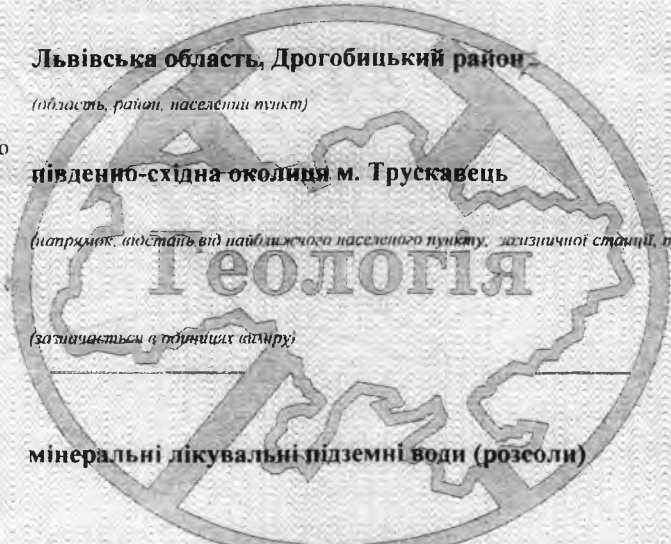 Львівська область, Дрогобицький район
(область, район, населений пункт)
о
південно-східна околиця м. Трускавець
(напрямок, відстань від найближчого населеного пункту, залізничної станції, п
Геологія
(зазначається в одиницях виміру)
мінеральні лікувальні підземні води (розсоли)